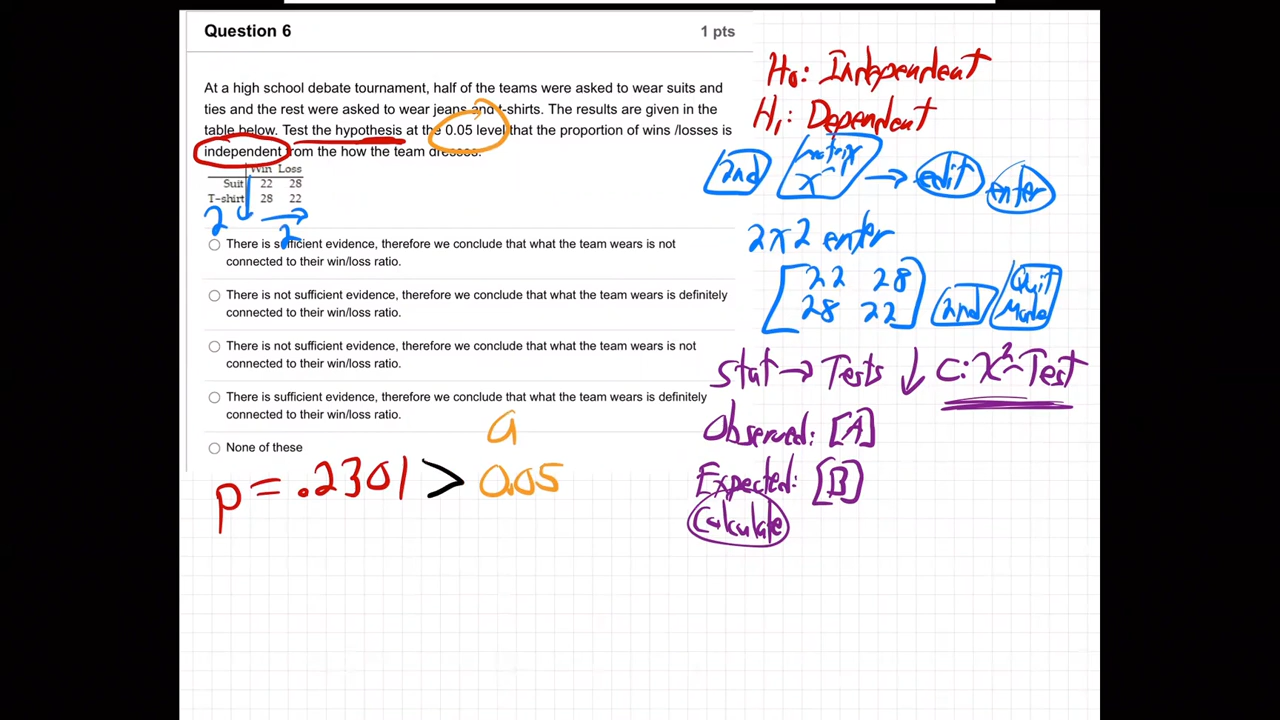 Question 6
1 pts
At a high school debate tournament, half of the teams were asked to wear suits and
ties and the rest were asked to wear jeans and t-shirts. The results are given in the
table below. Test the hypothesis at the 0.05 level that the proportion of wins /losses is
independent from the how the team dresses.
Win Loss
Suit 22 28
T-shirt 28 22
2
2
There is sufficient evidence, therefore we conclude that what the team wears is not
connected to their win/loss ratio.
There is not sufficient evidence, therefore we conclude that what the team wears is definitely
connected to their win/loss ratio.
There is not sufficient evidence, therefore we conclude that what the team wears is not
connected to their win/loss ratio.
There is sufficient evidence, therefore we conclude that what the team wears is definitely
connected to their win/loss ratio.
None of these
a
p = .2301 > 0.05
H₀: Independent
H₁: Dependent
2nd matrix x⁻¹ → edit enter
2x2 enter
[22 28
28 22] 2nd Quit Mode
Stat → Tests ↓ C: X²-Test
Observed: [A]
Expected: [B]
Calculate